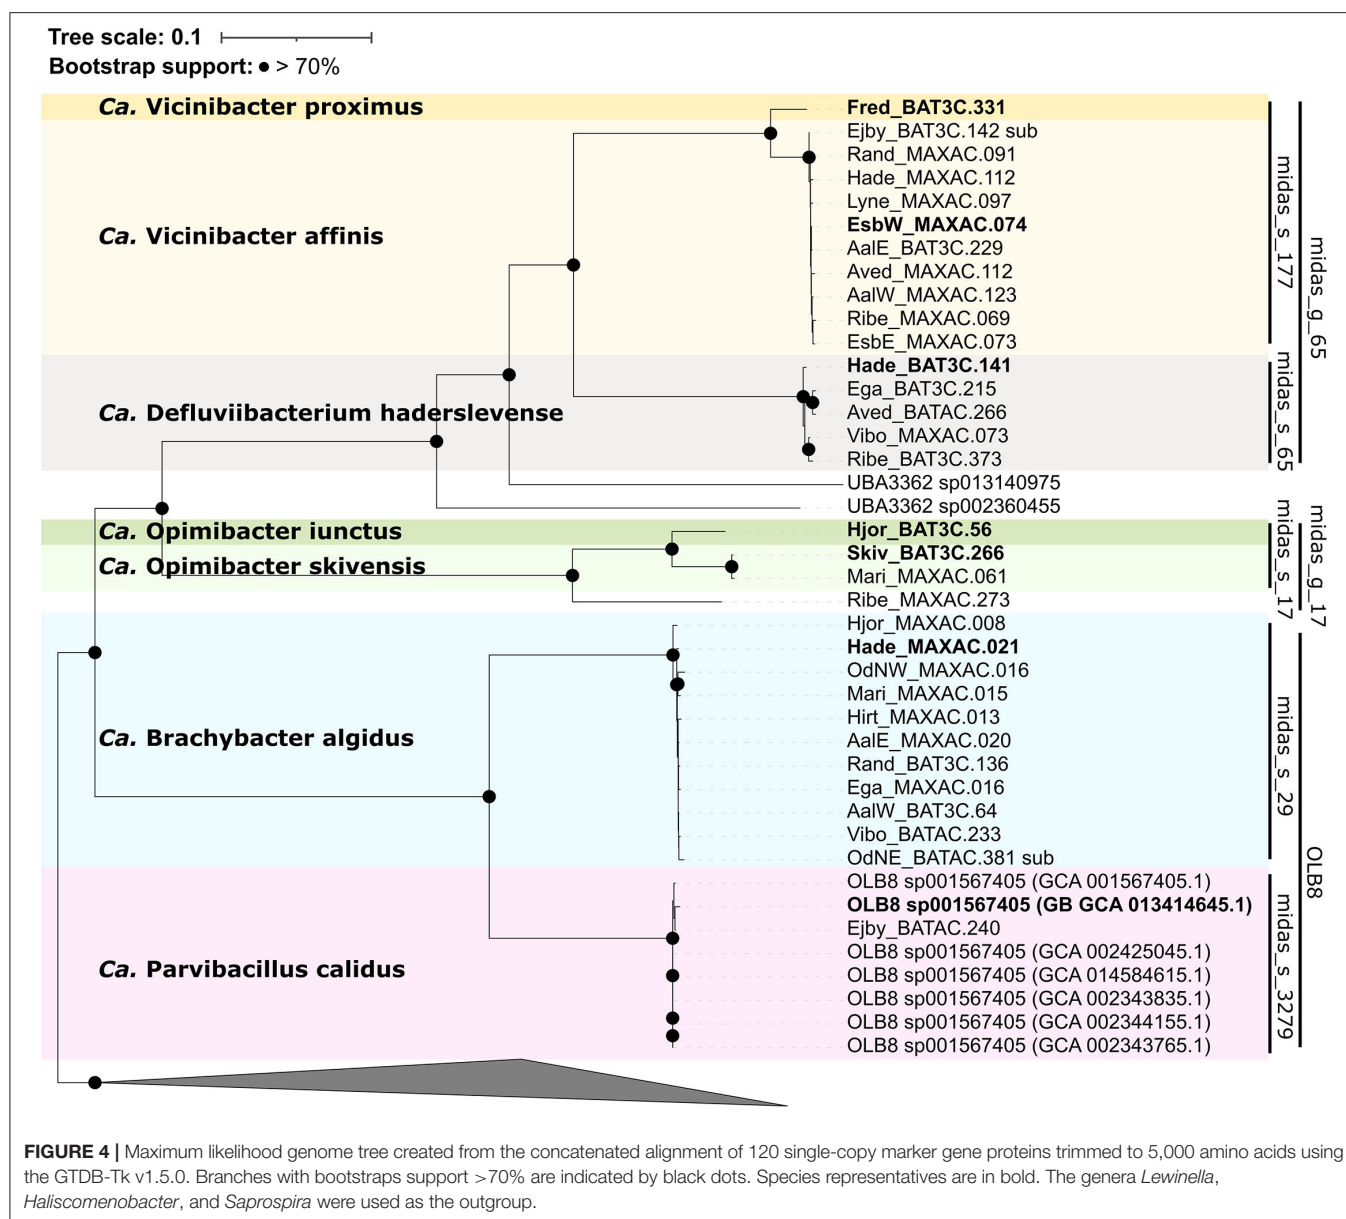 Tree scale: 0.1
Bootstrap support: ● > 70%
Ca. Vicinibacter proximus
Fred_BAT3C.331
Ejby_BAT3C.142 sub
Rand_MAXAC.091
Hade_MAXAC.112
Lyne_MAXAC.097
EsbW_MAXAC.074
Ca. Vicinibacter affinis
AalE_BAT3C.229
Aved_MAXAC.112
AalW_MAXAC.123
Ribe_MAXAC.069
EsbE_MAXAC.073
midas_s_177
midas_g_65
Hade_BAT3C.141
Ega_BAT3C.215
Ca. Defluviibacterium haderslevense
Aved_BATAC.266
Vibo_MAXAC.073
Ribe_BAT3C.373
midas_s_65
UBA3362 sp013140975
UBA3362 sp002360455
Ca. Opimibacter iunctus
Hjor_BAT3C.56
Skiv_BAT3C.266
Ca. Opimibacter skivensis
Mari_MAXAC.061
Ribe_MAXAC.273
midas_s_17
midas_g_17
Hjor_MAXAC.008
Hade_MAXAC.021
OdNW_MAXAC.016
Mari_MAXAC.015
Hirt_MAXAC.013
Ca. Brachybacter algidus
AalE_MAXAC.020
Rand_BAT3C.136
Ega_MAXAC.016
AalW_BAT3C.64
Vibo_BATAC.233
OdNE_BATAC.381 sub
midas_s_29
OLB8
OLB8 sp001567405 (GCA 001567405.1)
OLB8 sp001567405 (GB GCA 013414645.1)
Ejby_BATAC.240
OLB8 sp001567405 (GCA 002425045.1)
Ca. Parvibacillus calidus
OLB8 sp001567405 (GCA 014584615.1)
OLB8 sp001567405 (GCA 002343835.1)
OLB8 sp001567405 (GCA 002344155.1)
OLB8 sp001567405 (GCA 002343765.1)
midas_s_3279
FIGURE 4 | Maximum likelihood genome tree created from the concatenated alignment of 120 single-copy marker gene proteins trimmed to 5,000 amino acids using
the GTDB-Tk v1.5.0. Branches with bootstraps support >70% are indicated by black dots. Species representatives are in bold. The genera Lewinella,
Haliscomenobacter, and Saprospira were used as the outgroup.